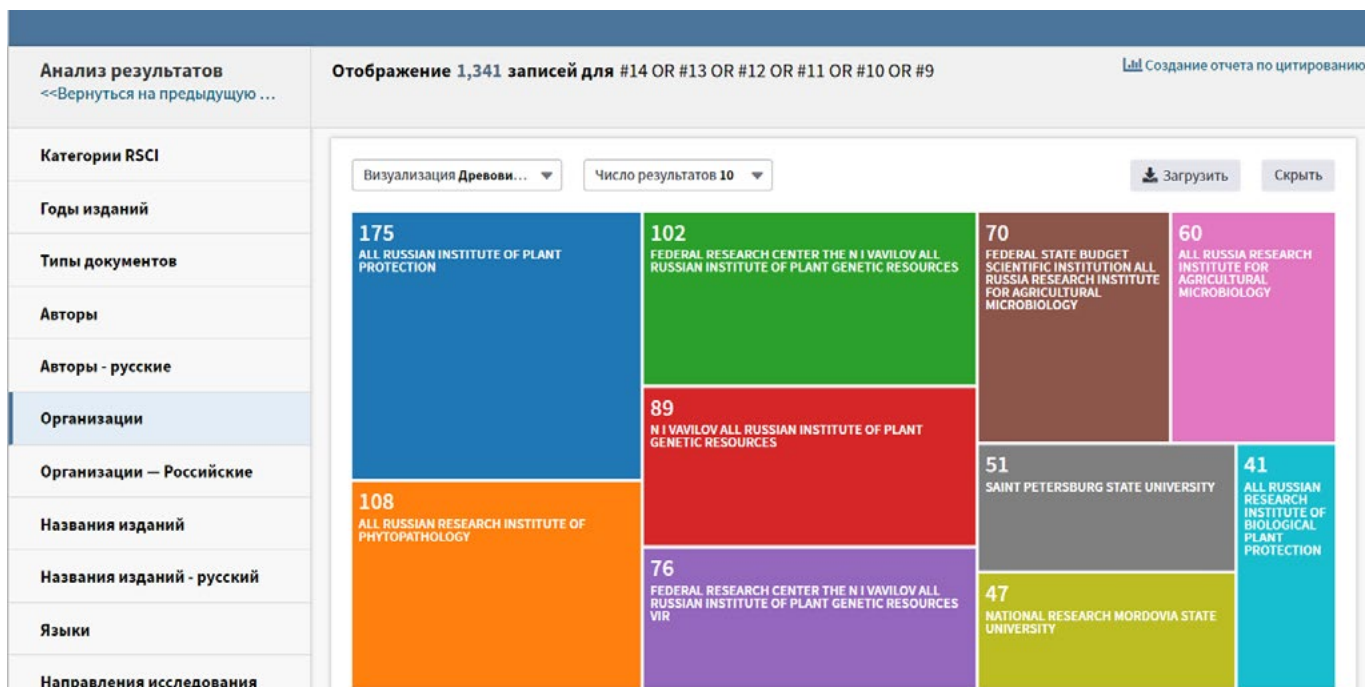 Анализ результатов
<<Вернуться на предыдущую ...
Отображение 1,341 записей для #14 OR #13 OR #12 OR #11 OR #10 OR #9
Создание отчета по цитированию
Категории RSCI
Годы изданий
Типы документов
Авторы
Авторы - русские
Организации
Организации — Российские
Названия изданий
Названия изданий - русский
Языки
Направления исследования
Визуализация Древови...
Число результатов 10
Загрузить
Скрыть
175
ALL RUSSIAN INSTITUTE OF PLANT
PROTECTION
108
ALL RUSSIAN RESEARCH INSTITUTE OF
PHYTOPATHOLOGY
102
FEDERAL RESEARCH CENTER THE N I VAVILOV ALL
RUSSIAN INSTITUTE OF PLANT GENETIC RESOURCES
89
N I VAVILOV ALL RUSSIAN INSTITUTE OF PLANT
GENETIC RESOURCES
76
FEDERAL RESEARCH CENTER THE N I VAVILOV ALL
RUSSIAN INSTITUTE OF PLANT GENETIC RESOURCES
VIR
70
FEDERAL STATE BUDGET
SCIENTIFIC INSTITUTION ALL
RUSSIA RESEARCH INSTITUTE
FOR AGRICULTURAL
MICROBIOLOGY
60
ALL RUSSIA RESEARCH
INSTITUTE FOR
AGRICULTURAL
MICROBIOLOGY
51
SAINT PETERSBURG STATE UNIVERSITY
47
NATIONAL RESEARCH MORDOVIA STATE
UNIVERSITY
41
ALL RUSSIAN
RESEARCH
INSTITUTE OF
BIOLOGICAL
PLANT
PROTECTION